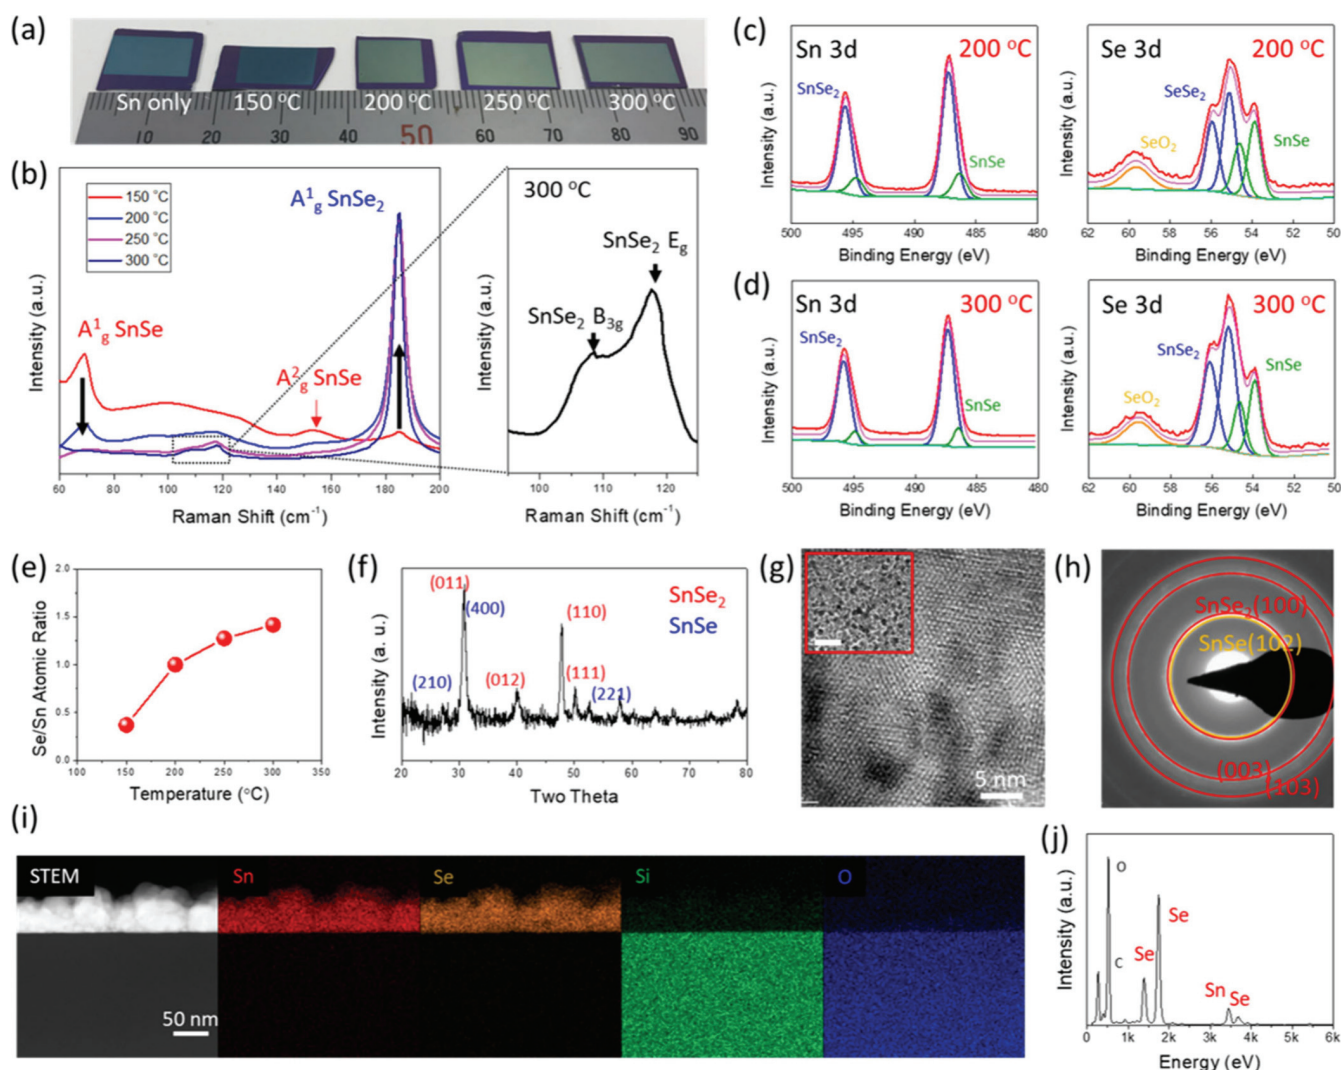 (a)
Sn only
150 °C
200 °C
250 °C
300 °C
10 20 30 40 50 60 70 80 90
(b)
150 °C
200 °C
250 °C
300 °C
A¹g SnSe
A²g SnSe
A¹g SnSe₂
Intensity (a.u.)
60 80 100 120 140 160 180 200
Raman Shift (cm⁻¹)
300 °C
SnSe₂ Eg
SnSe₂ B₃g
Intensity (a.u.)
100 110 120
Raman Shift (cm⁻¹)
(c)
Sn 3d
200 °C
SnSe₂
SnSe
Intensity (a.u.)
500 495 490 485 480
Binding Energy (eV)
Se 3d
200 °C
SeSe₂
SeO₂
SnSe
Intensity (a.u.)
62 60 58 56 54 52 50
Binding Energy (eV)
(d)
Sn 3d
300 °C
SnSe₂
SnSe
Intensity (a.u.)
500 495 490 485 480
Binding Energy (eV)
Se 3d
300 °C
SnSe₂
SeO₂
SnSe
Intensity (a.u.)
62 60 58 56 54 52 50
Binding Energy (eV)
(e)
Se/Sn Atomic Ratio
2.0
1.5
1.0
0.5
0.0
100 150 200 250 300 350
Temperature (°C)
(f)
(011)
(400)
SnSe₂
SnSe
(110)
(210)
(012)
(111)
(221)
Intensity (a. u.)
20 30 40 50 60 70 80
Two Theta
(g)
5 nm
(h)
SnSe₂(100)
SnSe(102)
(003)
(103)
(i)
STEM
Sn
Se
Si
O
50 nm
(j)
O
C
Se
Se
Sn
Se
Intensity (a.u.)
0 1k 2k 3k 4k 5k 6k
Energy (eV)